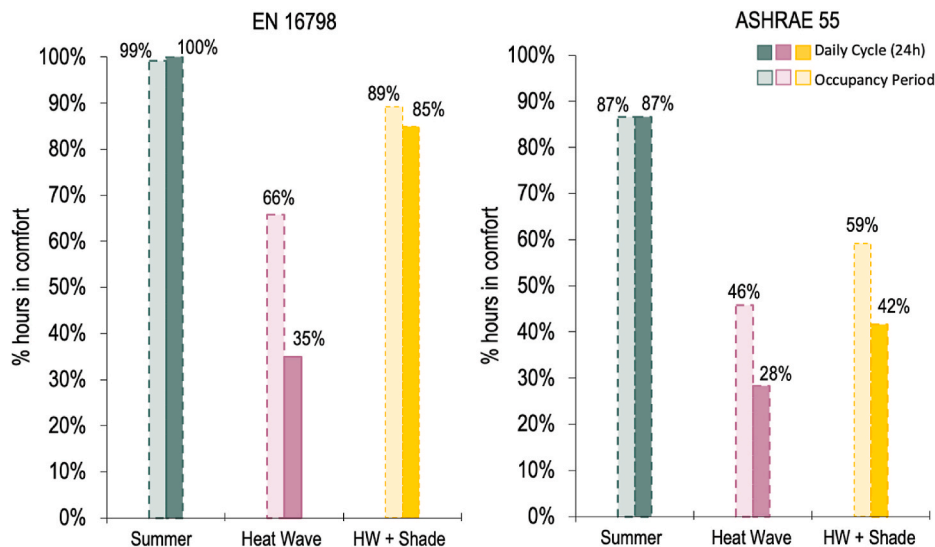 EN 16798
% hours in comfort
100%
90%
80%
70%
60%
50%
40%
30%
20%
10%
0%
99%
100%
66%
35%
89%
85%
Summer
Heat Wave
HW + Shade
ASHRAE 55
Daily Cycle (24h)
Occupancy Period
% hours in comfort
100%
90%
80%
70%
60%
50%
40%
30%
20%
10%
0%
87%
87%
46%
28%
59%
42%
Summer
Heat Wave
HW + Shade